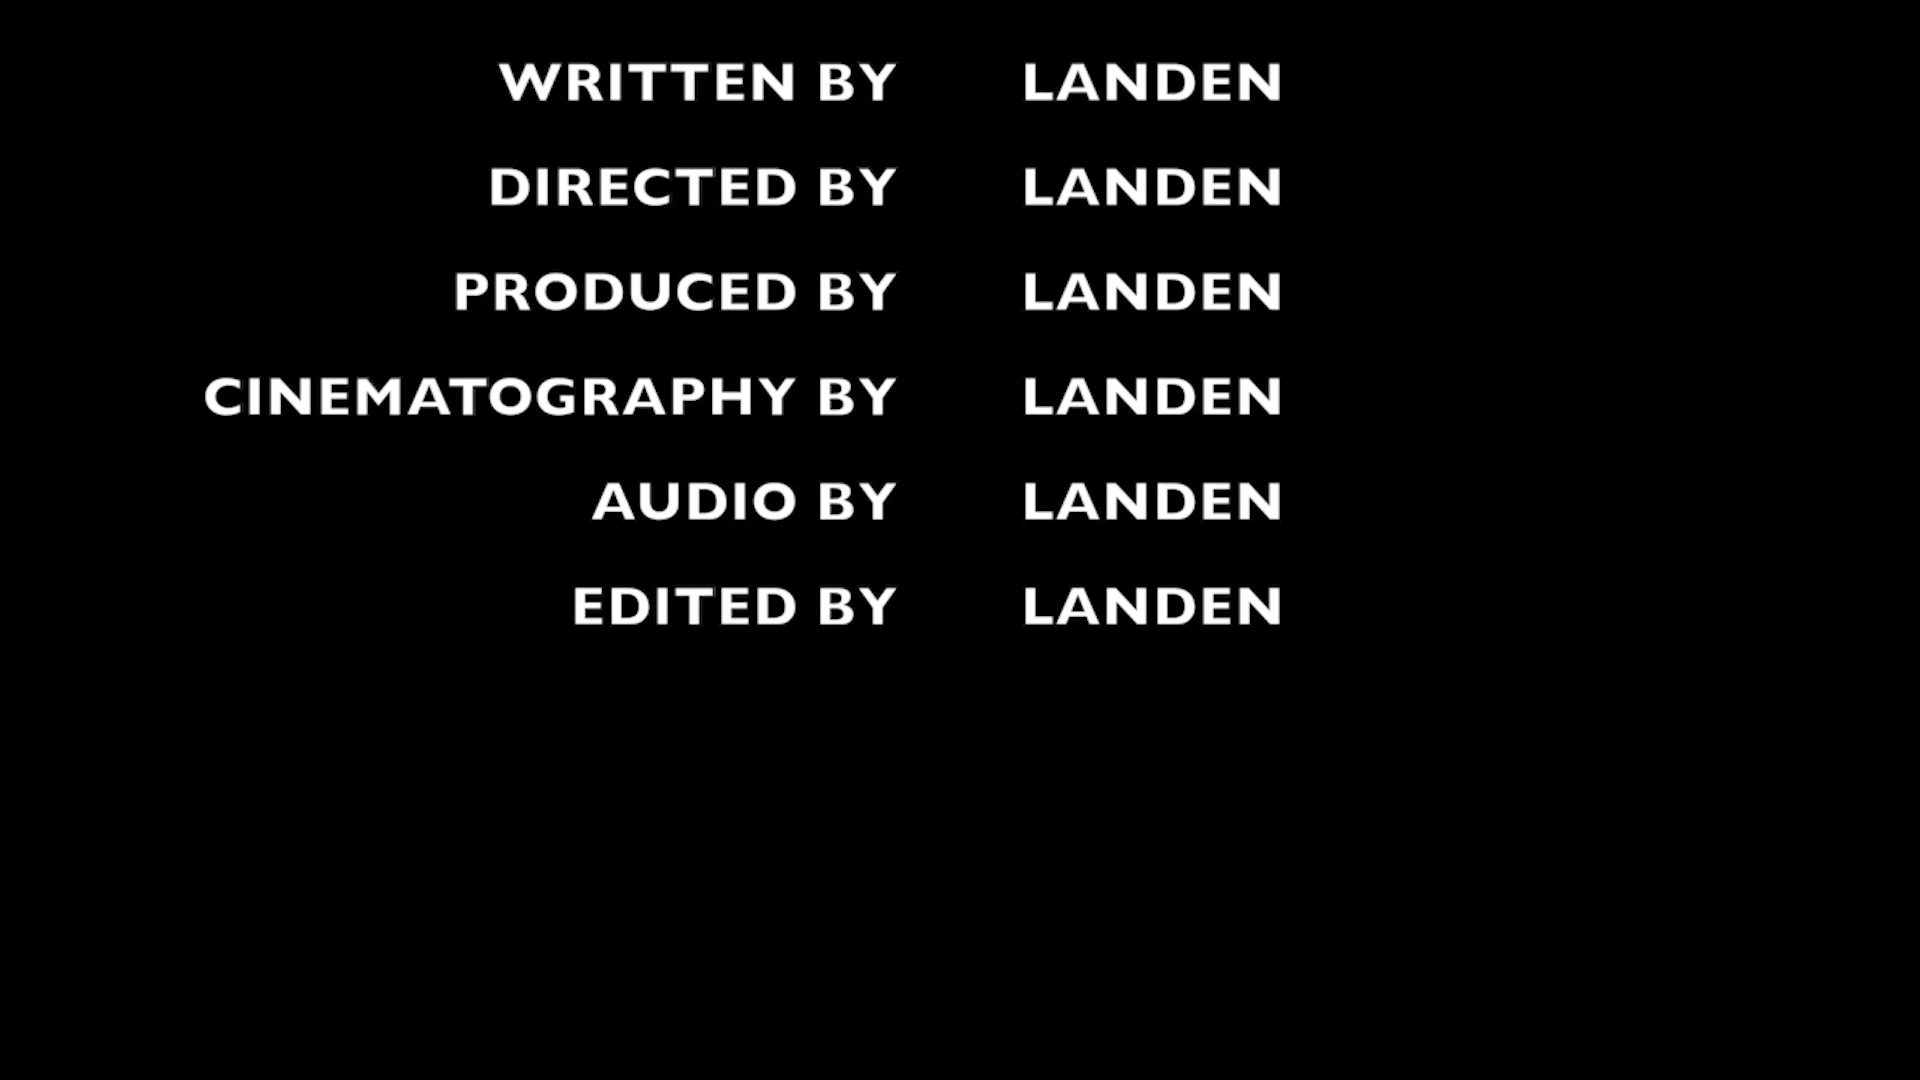 WRITTEN BY LANDEN
DIRECTED BY LANDEN
PRODUCED BY LANDEN
CINEMATOGRAPHY BY LANDEN
AUDIO BY LANDEN
EDITED BY LANDEN